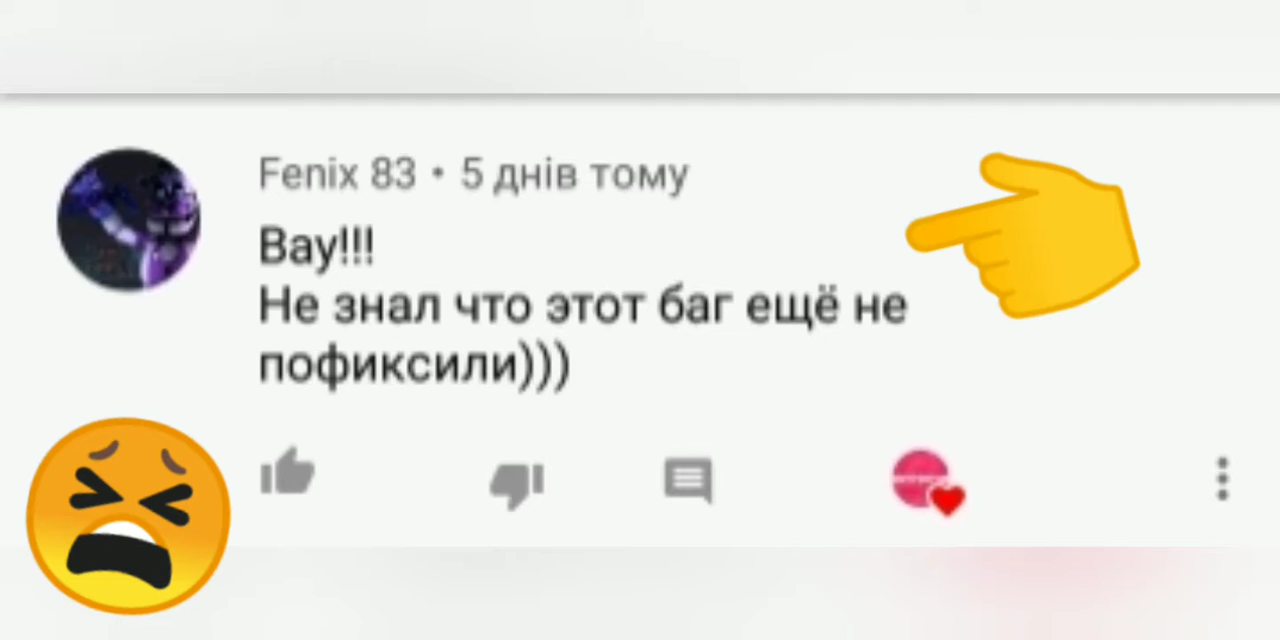 Fenix 83 • 5 днів тому
Вау!!!
Не знал что этот баг ещё не
пофиксили)))